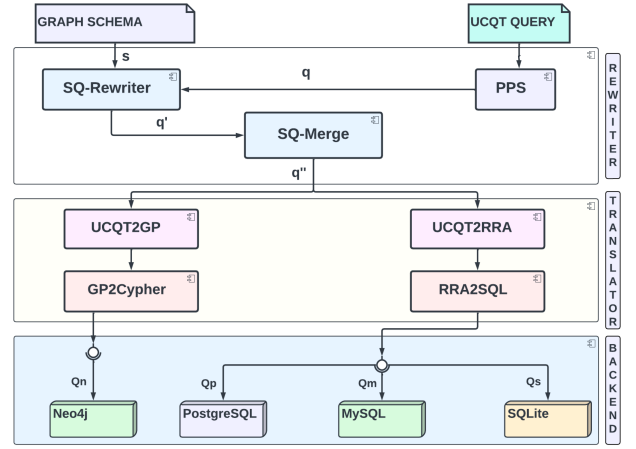 GRAPH SCHEMA
UCQT QUERY
s
SQ-Rewriter
q
PPS
q'
SQ-Merge
q''
REWRITER
UCQT2GP
UCQT2RRA
GP2Cypher
RRA2SQL
TRANSLATOR
Qn
Qp
Qm
Qs
Neo4j
PostgreSQL
MySQL
SQLite
BACKEND